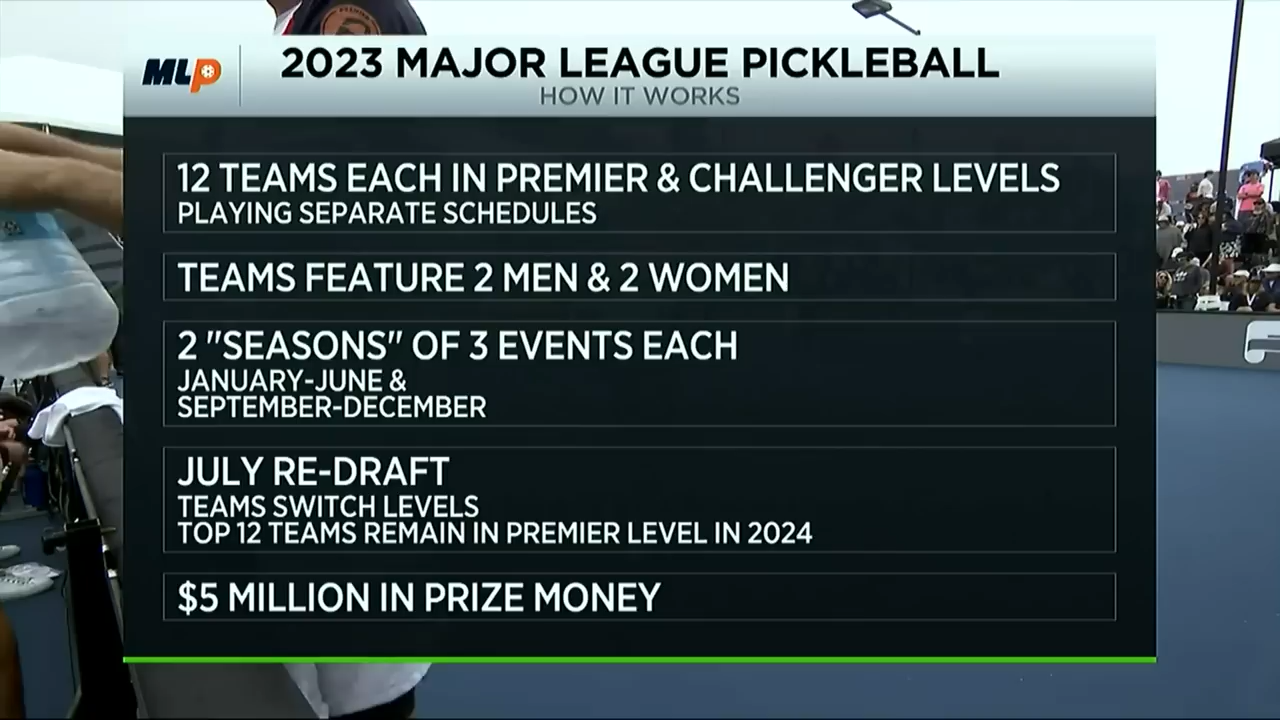 MLP
2023 MAJOR LEAGUE PICKLEBALL
HOW IT WORKS
12 TEAMS EACH IN PREMIER & CHALLENGER LEVELS
PLAYING SEPARATE SCHEDULES
TEAMS FEATURE 2 MEN & 2 WOMEN
2 "SEASONS" OF 3 EVENTS EACH
JANUARY-JUNE &
SEPTEMBER-DECEMBER
JULY RE-DRAFT
TEAMS SWITCH LEVELS
TOP 12 TEAMS REMAIN IN PREMIER LEVEL IN 2024
$5 MILLION IN PRIZE MONEY